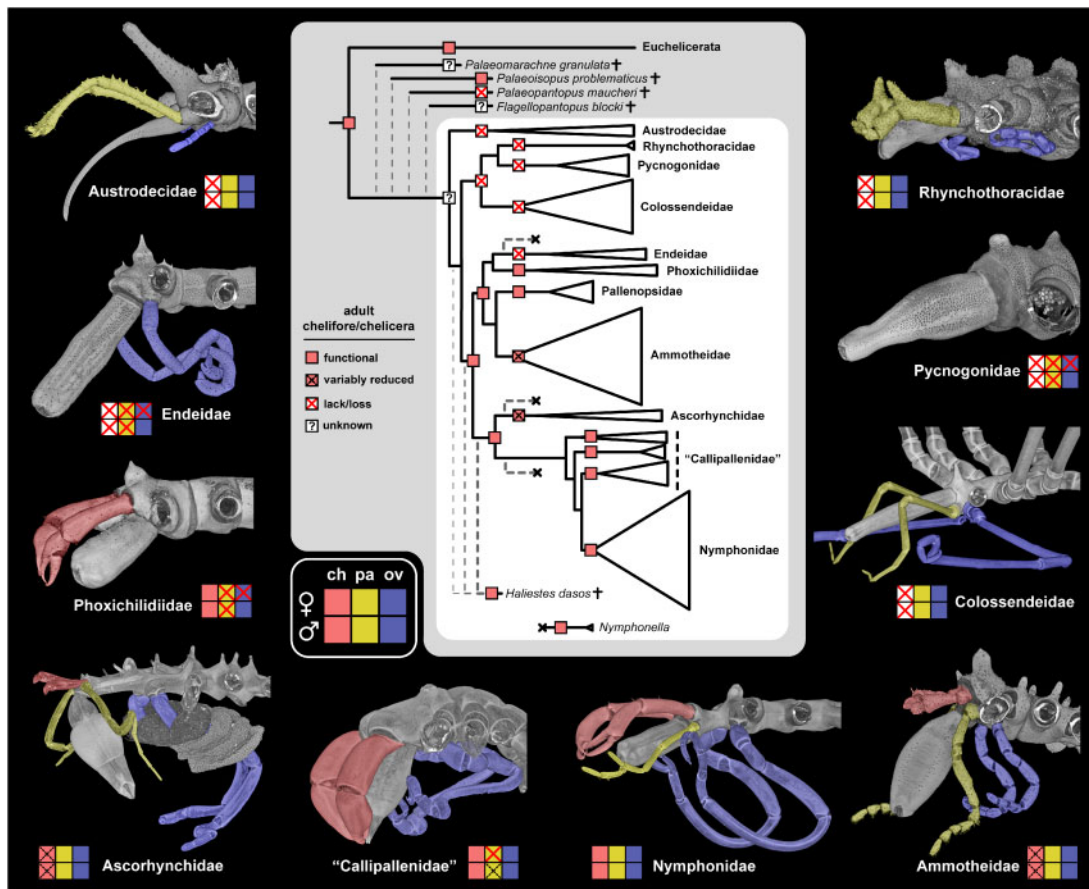 Euchelicerata
Palaeomarachne granulata ✝
Palaeoisopus problematicus ✝
Palaeopantopus maucheri ✝
Flagellopantopus blocki ✝
Austrodecidae
Rhynchothoracidae
Pycnogonidae
Colossendeidae
Endeidae
Phoxichilidiidae
Pallenopsidae
Ammotheidae
Ascorhynchidae
“Callipallenidae”
Nymphonidae
Haliestes dasos ✝
Nymphonella
?
?
?
adult
chelifore/chelicera
functional
variably reduced
lack/loss
? unknown
ch pa ov
♀
♂
Austrodecidae
Endeidae
Phoxichilidiidae
Ascorhynchidae
“Callipallenidae”
Nymphonidae
Ammotheidae
Colossendeidae
Pycnogonidae
Rhynchothoracidae